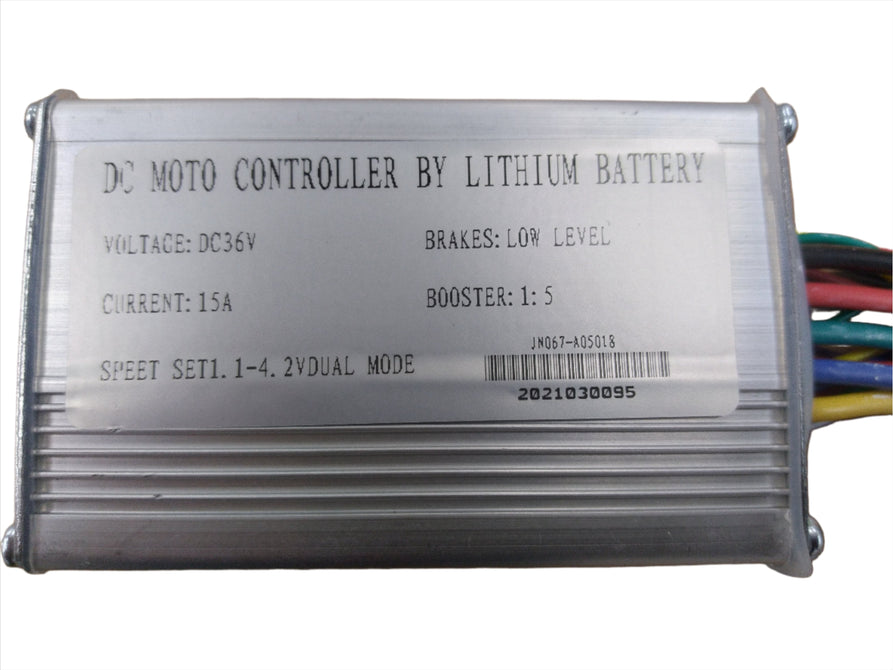 DC MOTO CONTROLLER BY LITHIUM BATTERY
VOLTAGE:DC36V
BRAKES:LOW LEVEL
CURRENT:15A
BOOSTER:1:5
SPEET SET1.1-4.2VDUAL MODE
JN067-A05018
2021030095